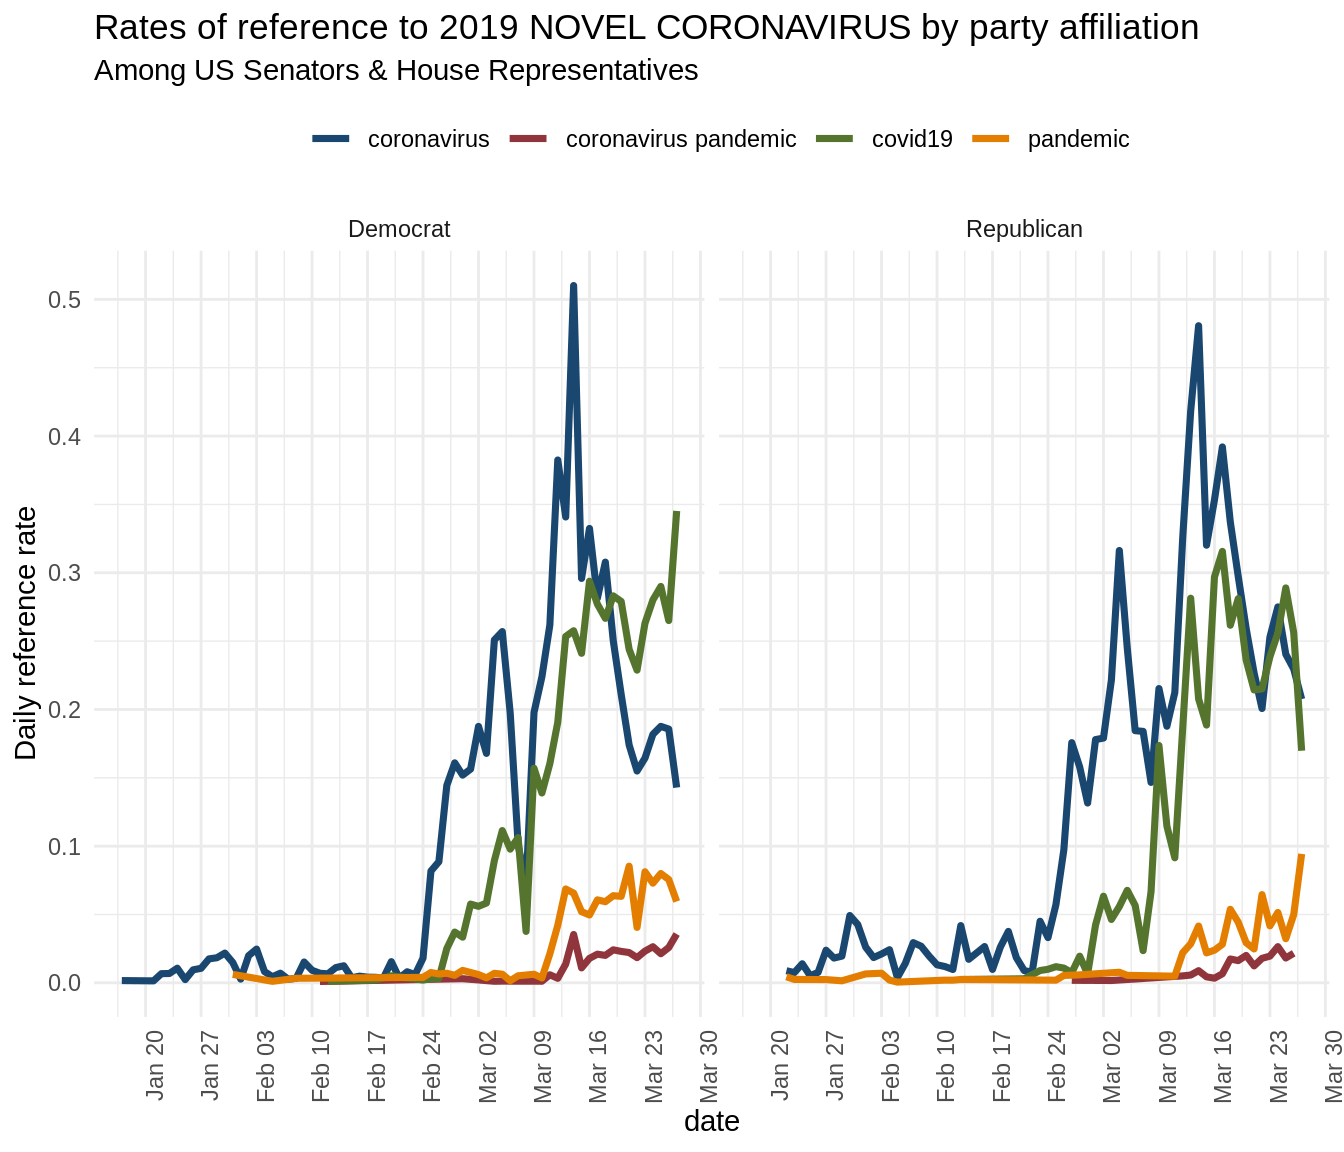 Rates of reference to 2019 NOVEL CORONAVIRUS by party affiliation
Among US Senators & House Representatives
coronavirus coronavirus pandemic covid19 pandemic
Democrat Republican
0.5
0.4
0.3
0.2
0.1
0.0
Daily reference rate
Jan 20 Jan 27 Feb 03 Feb 10 Feb 17 Feb 24 Mar 02 Mar 09 Mar 16 Mar 23 Mar 30 Jan 20 Jan 27 Feb 03 Feb 10 Feb 17 Feb 24 Mar 02 Mar 09 Mar 16 Mar 23 Mar 30
date